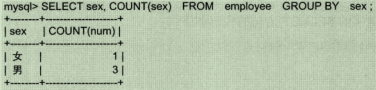 mysql> SELECT sex, COUNT(sex) FROM employee GROUP BY sex ;
+--------+-----------------+
| sex | COUNT(num) |
+--------+-----------------+
| 女 | 1 |
| 男 | 3 |
+--------+-----------------+